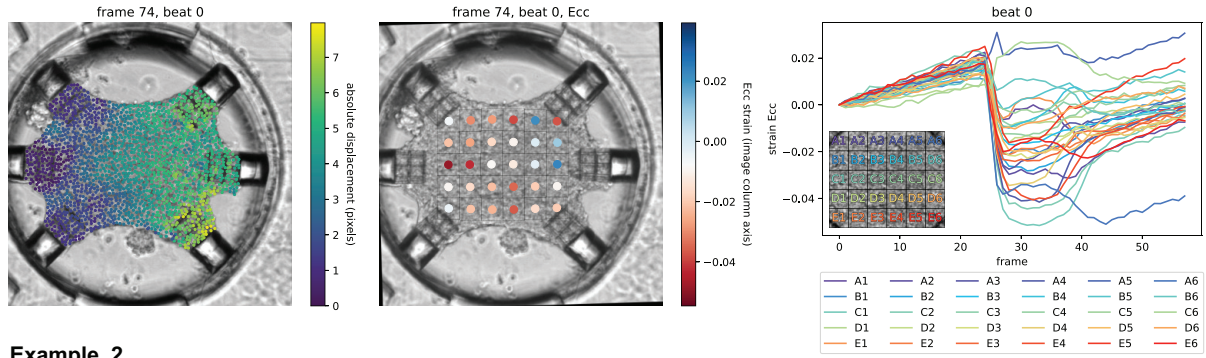 frame 74, beat 0
7
6
5
4
3
2
1
0
absolute displacement (pixels)
frame 74, beat 0, Ecc
0.02
0.00
−0.02
−0.04
Ecc strain (image column axis)
beat 0
0.02
0.00
−0.02
−0.04
strain Ecc
A1 A2 A3 A4 A5 A6
B1 B2 B3 B4 B5 B6
C1 C2 C3 C4 C5 C6
D1 D2 D3 D4 D5 D6
E1 E2 E3 E4 E5 E6
0 10 20 30 40 50
frame
A1 A2 A3 A4 A5 A6
B1 B2 B3 B4 B5 B6
C1 C2 C3 C4 C5 C6
D1 D2 D3 D4 D5 D6
E1 E2 E3 E4 E5 E6
Example 2